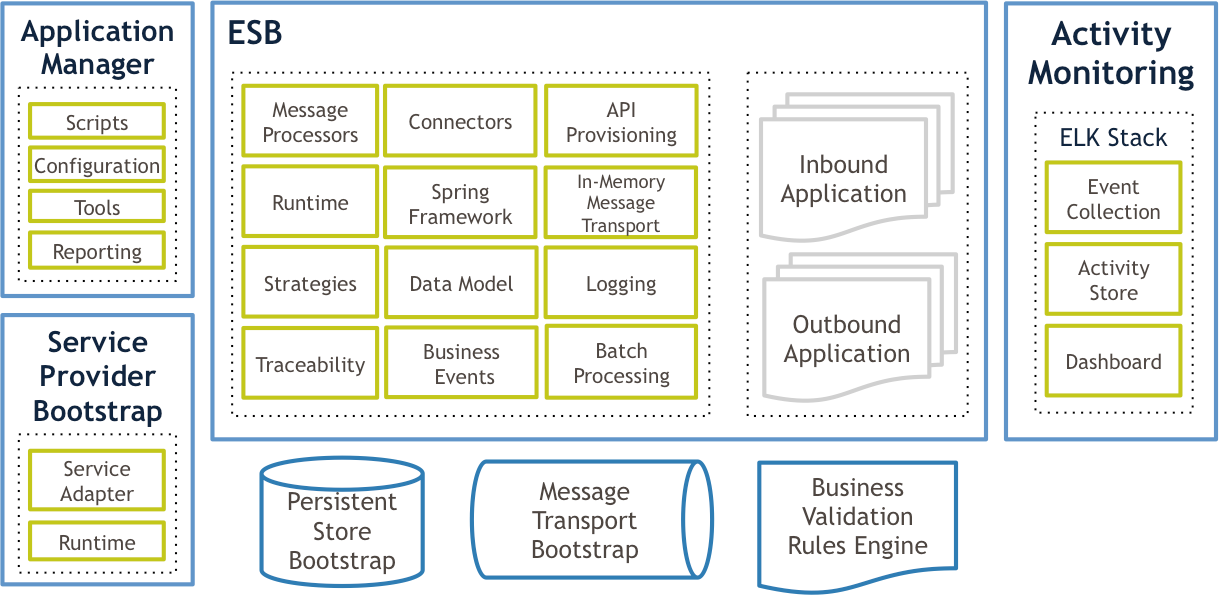 Application
Manager
Scripts
Configuration
Tools
Reporting
Service
Provider
Bootstrap
Service
Adapter
Runtime
ESB
Message
Processors
Connectors
API
Provisioning
Runtime
Spring
Framework
In-Memory
Message
Transport
Strategies
Data Model
Logging
Traceability
Business
Events
Batch
Processing
Inbound
Application
Outbound
Application
Activity
Monitoring
ELK Stack
Event
Collection
Activity
Store
Dashboard
Persistent
Store
Bootstrap
Message
Transport
Bootstrap
Business
Validation
Rules Engine